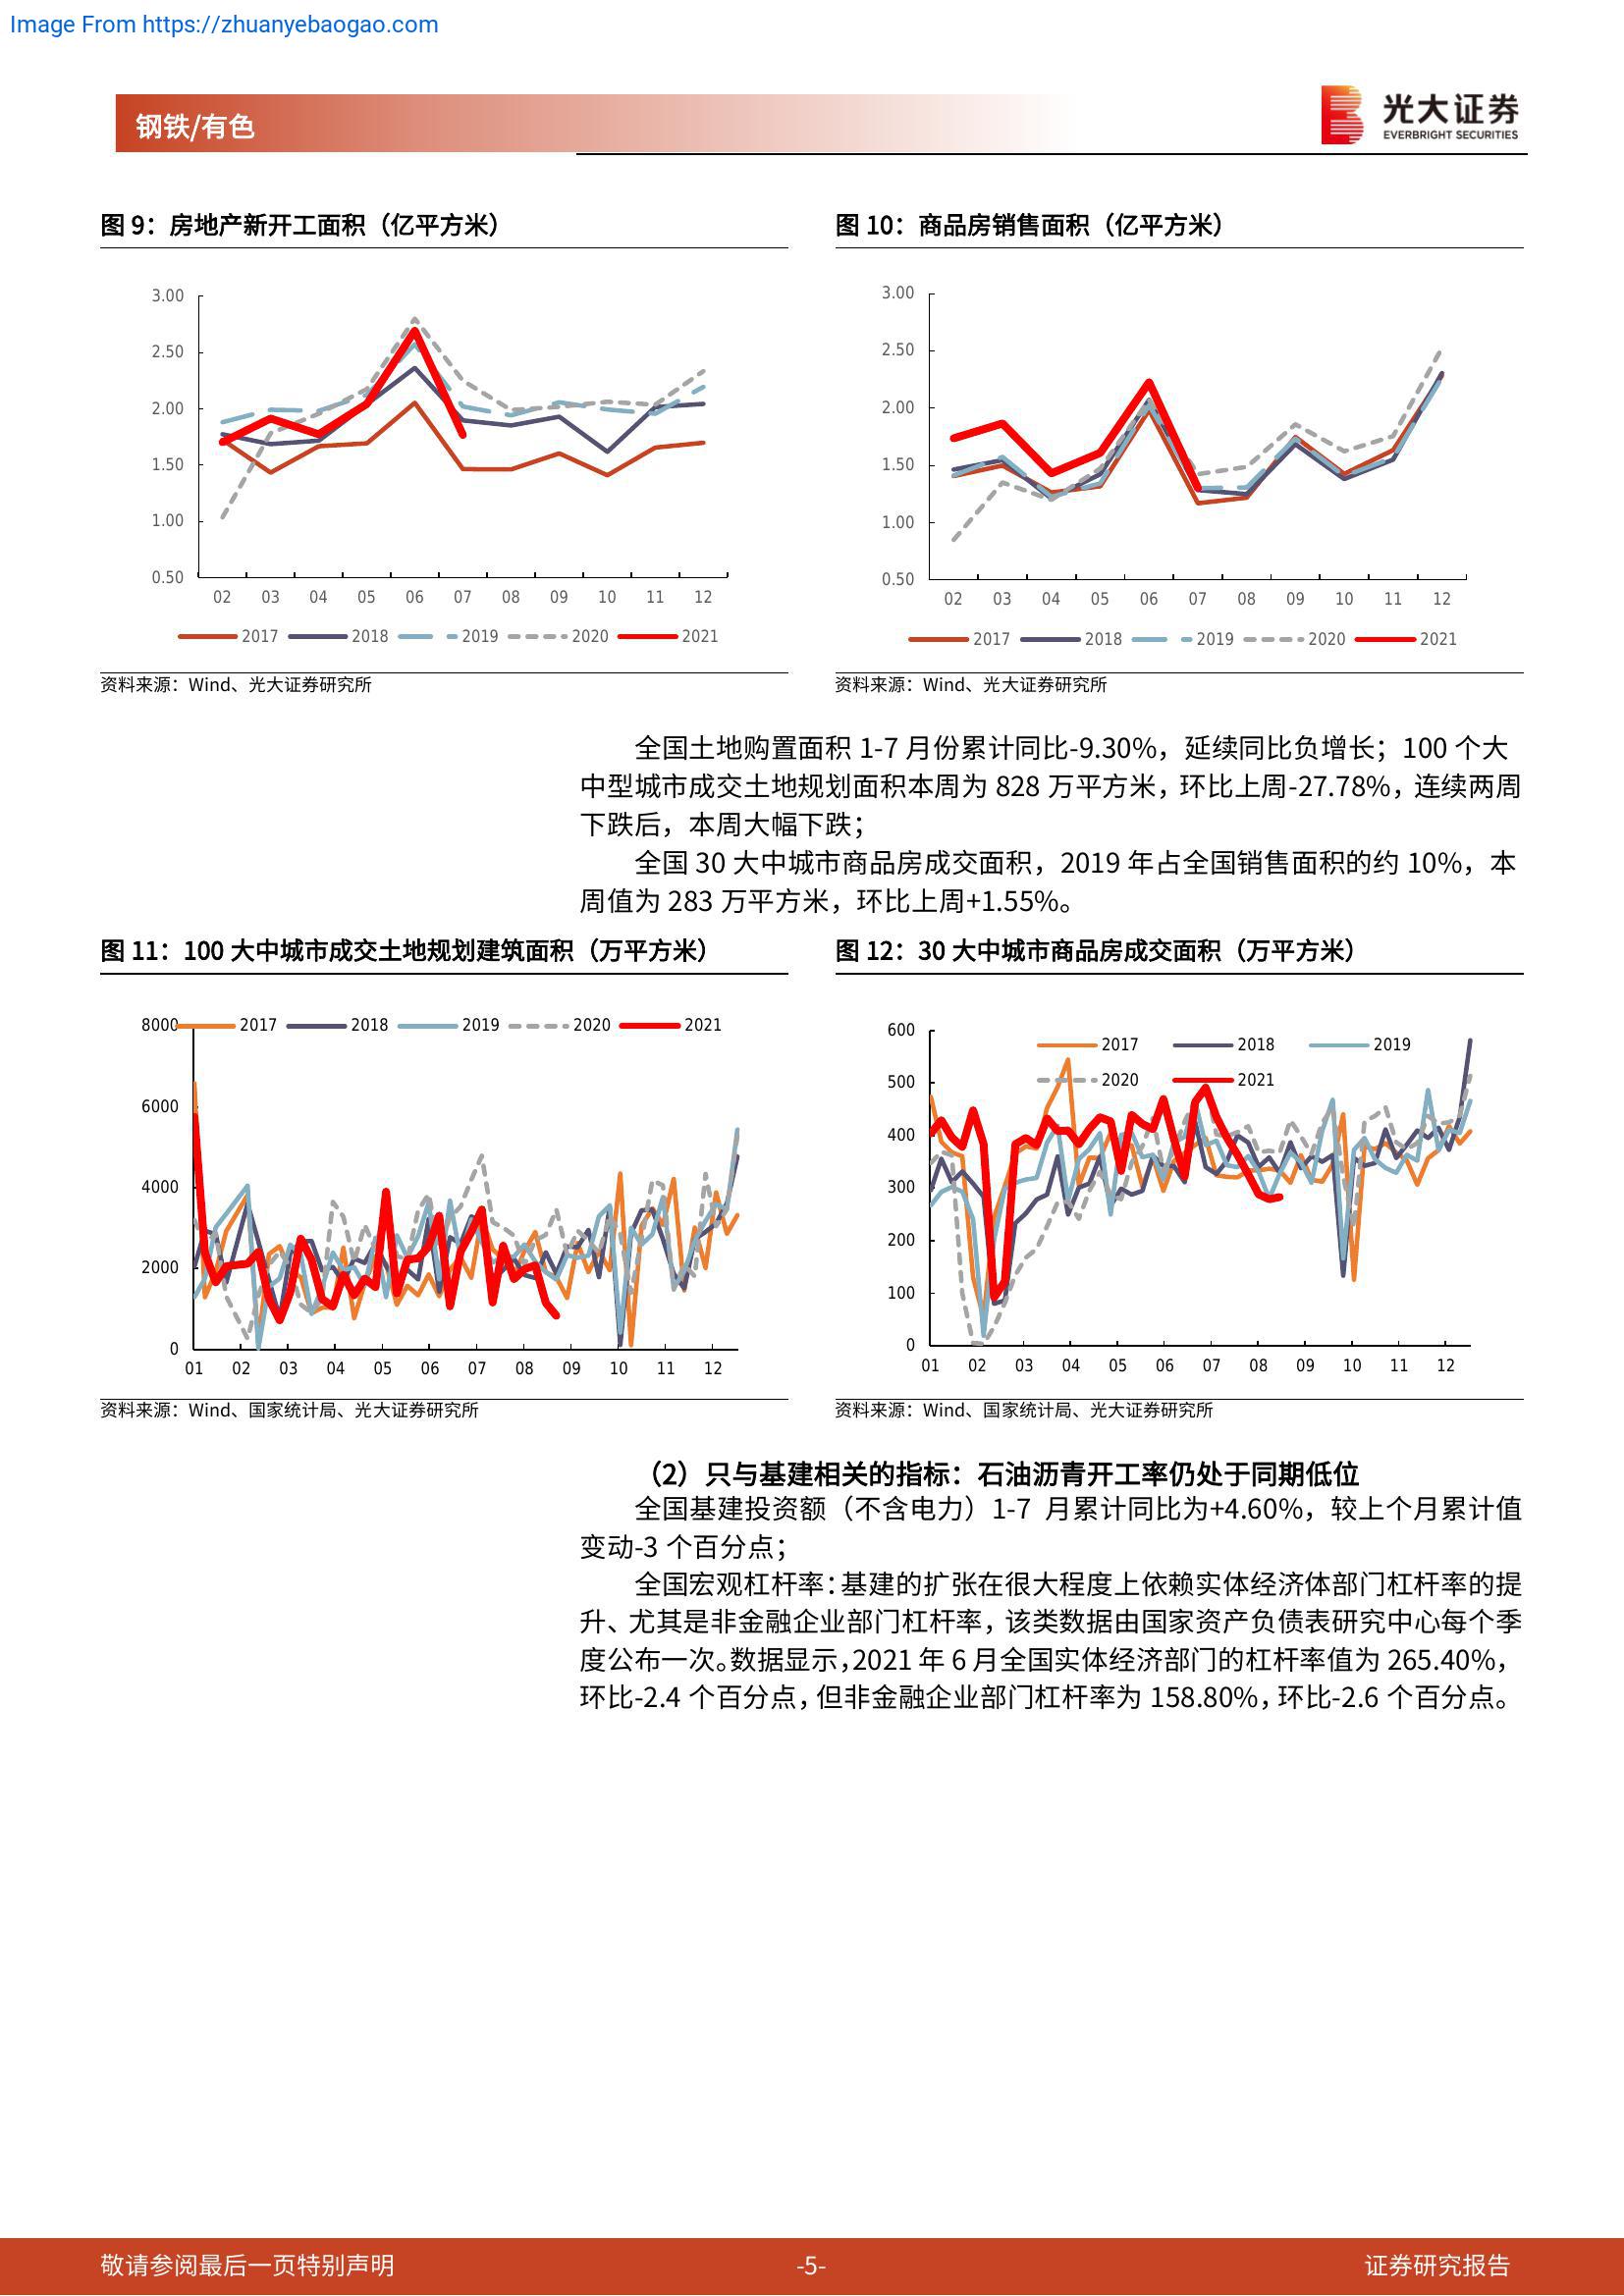 Image From https://zhuanyebaogao.com
钢铁/有色
光大证券
EVERBRIGHT SECURITIES
图 9：房地产新开工面积（亿平方米）
3.00
2.50
2.00
1.50
1.00
0.50
02 03 04 05 06 07 08 09 10 11 12
2017 2018 2019 2020 2021
资料来源：Wind、光大证券研究所
图 10：商品房销售面积（亿平方米）
3.00
2.50
2.00
1.50
1.00
0.50
02 03 04 05 06 07 08 09 10 11 12
2017 2018 2019 2020 2021
资料来源：Wind、光大证券研究所
全国土地购置面积 1-7 月份累计同比-9.30%，延续同比负增长；100 个大
中型城市成交土地规划面积本周为 828 万平方米，环比上周-27.78%，连续两周
下跌后，本周大幅下跌；
全国 30 大中城市商品房成交面积，2019 年占全国销售面积的约 10%，本
周值为 283 万平方米，环比上周+1.55%。
图 11：100 大中城市成交土地规划建筑面积（万平方米）
8000
6000
4000
2000
0
2017 2018 2019 2020 2021
01 02 03 04 05 06 07 08 09 10 11 12
资料来源：Wind、国家统计局、光大证券研究所
图 12：30 大中城市商品房成交面积（万平方米）
600
500
400
300
200
100
0
2017 2018 2019
2020 2021
01 02 03 04 05 06 07 08 09 10 11 12
资料来源：Wind、国家统计局、光大证券研究所
（2）只与基建相关的指标：石油沥青开工率仍处于同期低位
全国基建投资额（不含电力）1-7 月累计同比为+4.60%，较上个月累计值
变动-3 个百分点；
全国宏观杠杆率：基建的扩张在很大程度上依赖实体经济体部门杠杆率的提
升、尤其是非金融企业部门杠杆率，该类数据由国家资产负债表研究中心每个季
度公布一次。数据显示，2021 年 6 月全国实体经济部门的杠杆率值为 265.40%，
环比-2.4 个百分点，但非金融企业部门杠杆率为 158.80%，环比-2.6 个百分点。
敬请参阅最后一页特别声明
-5-
证券研究报告